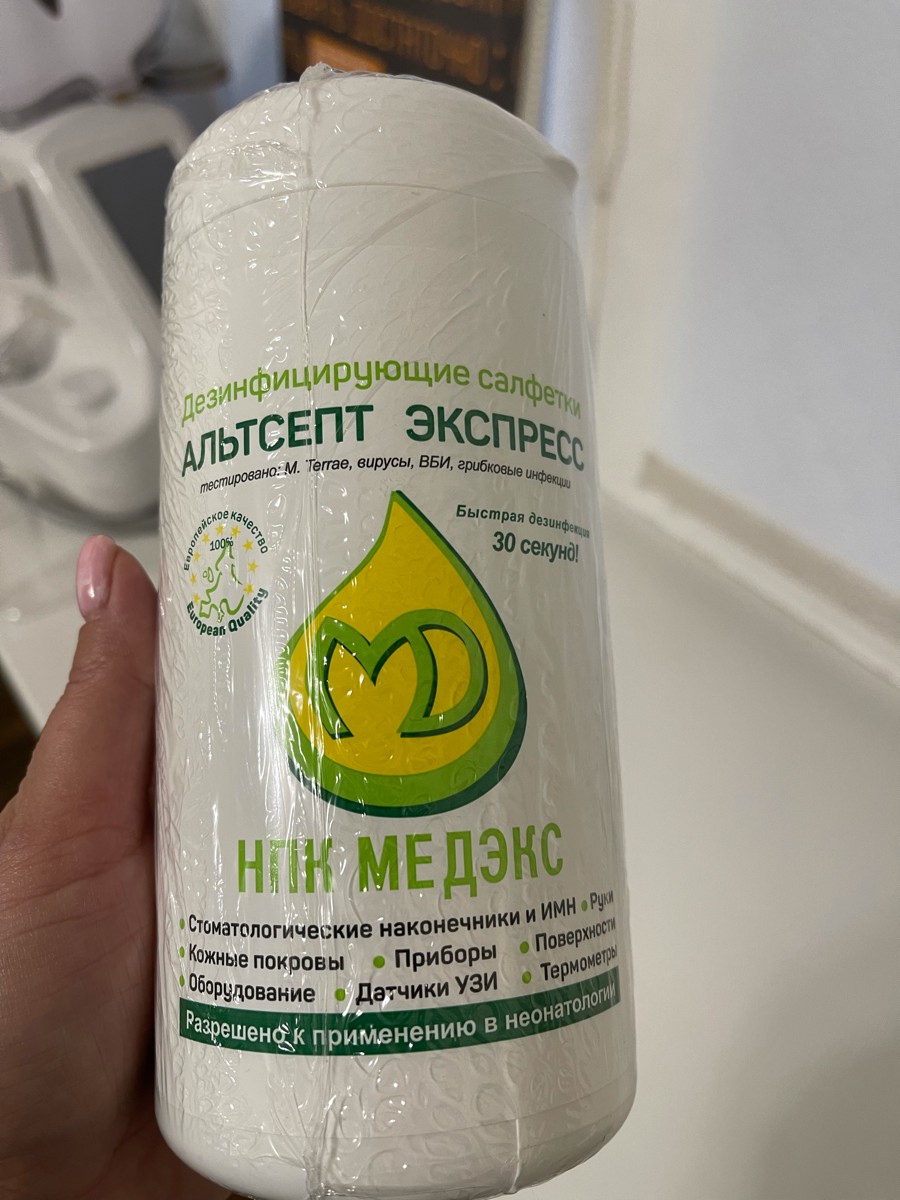 Дезинфицирующие салфетки
АЛЬТСЕПТ ЭКСПРЕСС
тестировано: M. Terrae, вирусы, ВБИ, грибковые инфекции
Европейское качество
100%
European Quality
Быстрая дезинфекция
30 секунд!
MD
НПК МЕДЭКС
• Стоматологические наконечники и ИМН • Руки
• Кожные покровы • Приборы • Поверхности
• Оборудование • Датчики УЗИ • Термометры
Разрешено к применению в неонатологии